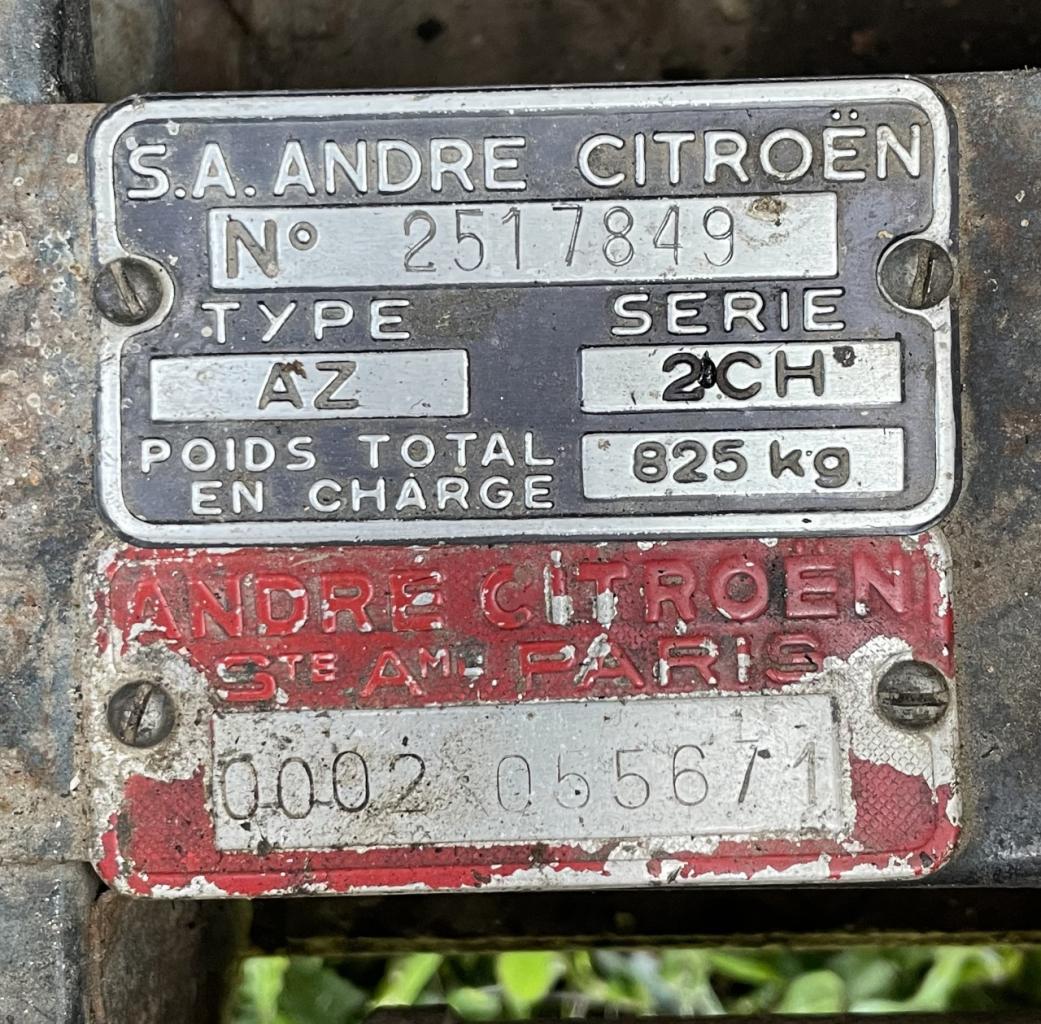 S.A. ANDRE CITROËN
N° 2517849
TYPE SERIE
AZ 2CH
POIDS TOTAL
EN CHARGE
825 kg
ANDRE CITROËN
STE AME PARIS
0002 055671